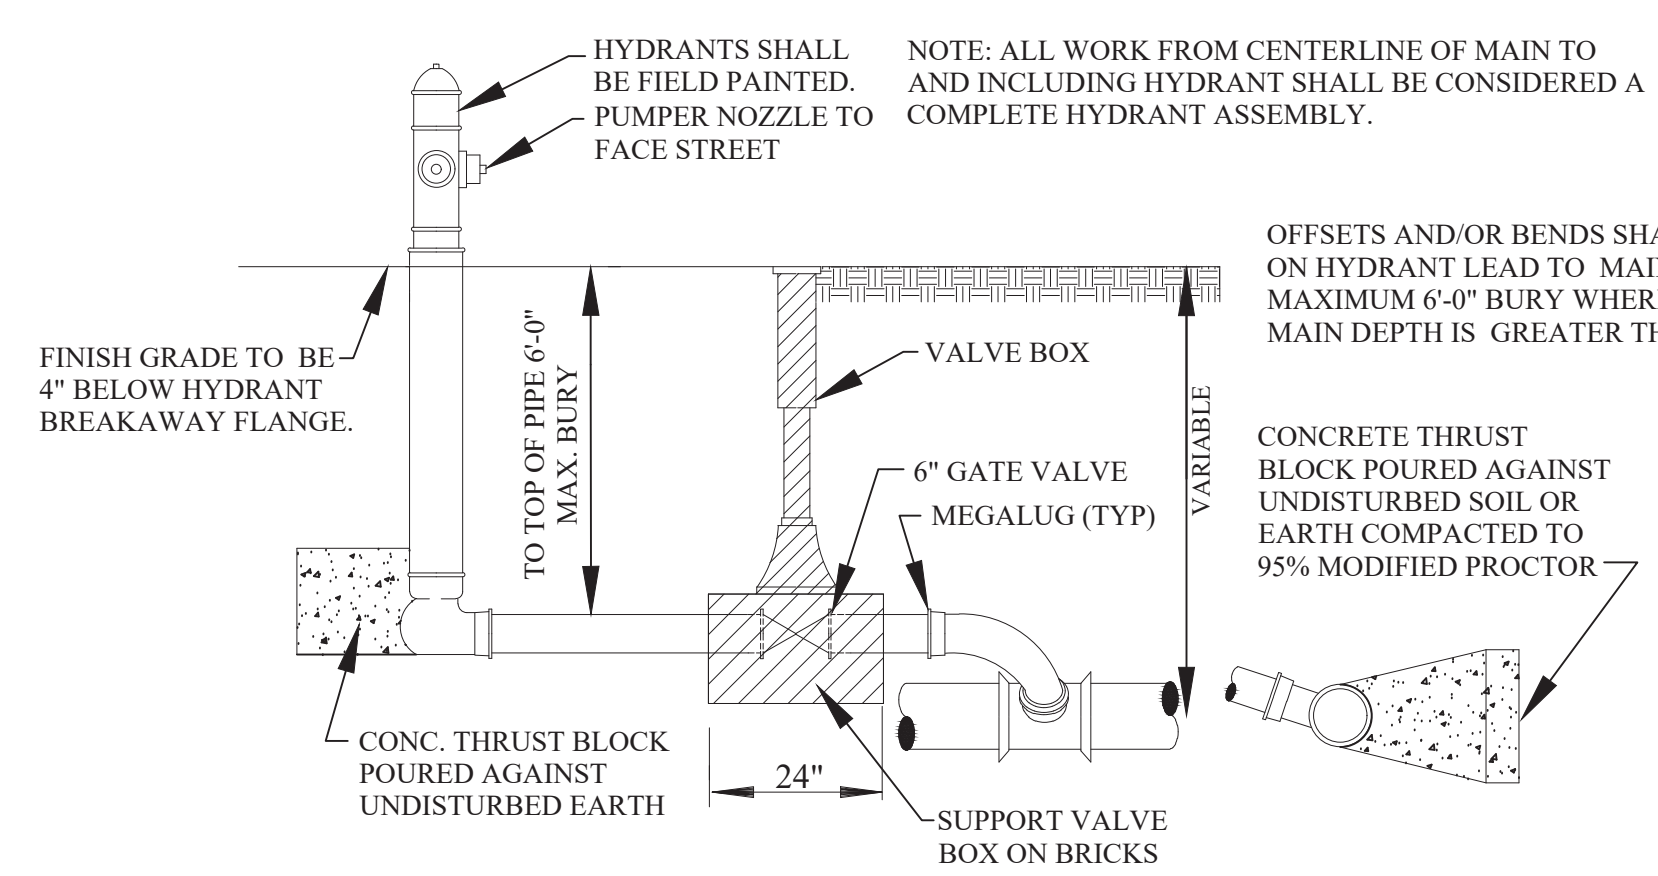 HYDRANTS SHALL
BE FIELD PAINTED.
PUMPER NOZZLE TO
FACE STREET
NOTE: ALL WORK FROM CENTERLINE OF MAIN TO
AND INCLUDING HYDRANT SHALL BE CONSIDERED A
COMPLETE HYDRANT ASSEMBLY.
OFFSETS AND/OR BENDS
ON HYDRANT LEAD TO
MAXIMUM 6'-0" BURY
MAIN DEPTH IS GREATER
FINISH GRADE TO BE
4" BELOW HYDRANT
BREAKAWAY FLANGE.
TO TOP OF PIPE 6'-0"
MAX. BURY
VALVE BOX
6" GATE VALVE
MEGALUG (TYP)
VARIABLE
CONCRETE THRUST
BLOCK POURED AGAINST
UNDISTURBED SOIL OR
EARTH COMPACTED TO
95% MODIFIED PROCTOR
CONC. THRUST BLOCK
POURED AGAINST
UNDISTURBED EARTH
24"
SUPPORT VALVE
BOX ON BRICKS